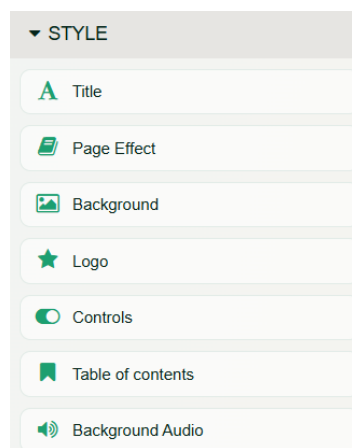 STYLE
Title
Page Effect
Background
Logo
Controls
Table of contents
Background Audio